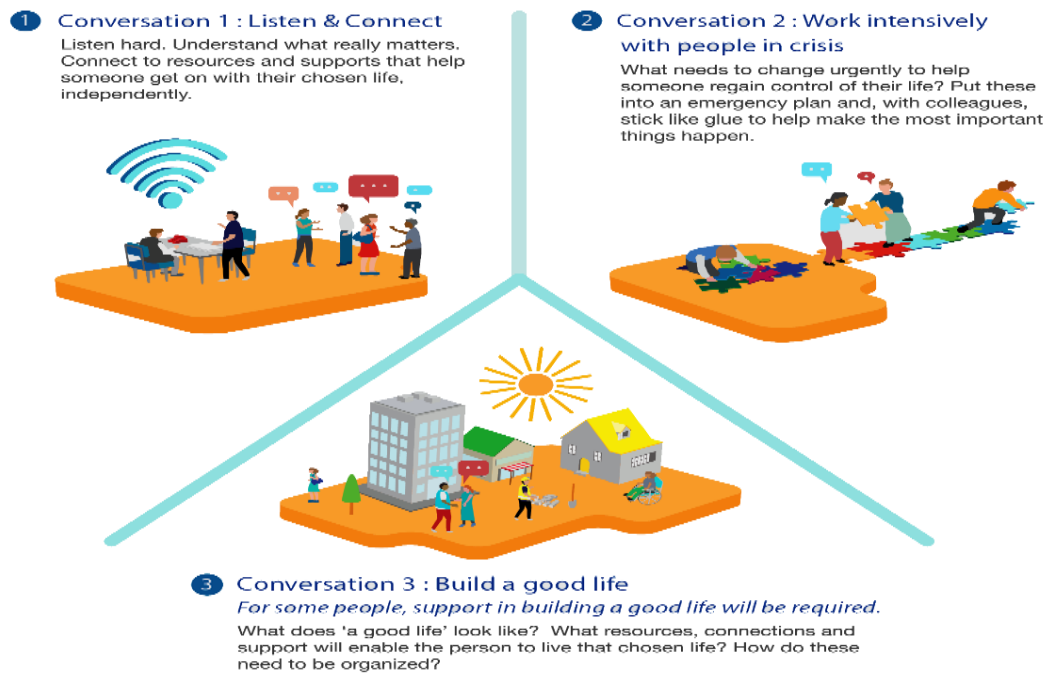 1 Conversation 1 : Listen & Connect
Listen hard. Understand what really matters.
Connect to resources and supports that help
someone get on with their chosen life,
independently.
2 Conversation 2 : Work intensively
with people in crisis
What needs to change urgently to help
someone regain control of their life? Put these
into an emergency plan and, with colleagues,
stick like glue to help make the most important
things happen.
3 Conversation 3 : Build a good life
For some people, support in building a good life will be required.
What does 'a good life’ look like?  What resources, connections and
support will enable the person to live that chosen life? How do these
need to be organized?